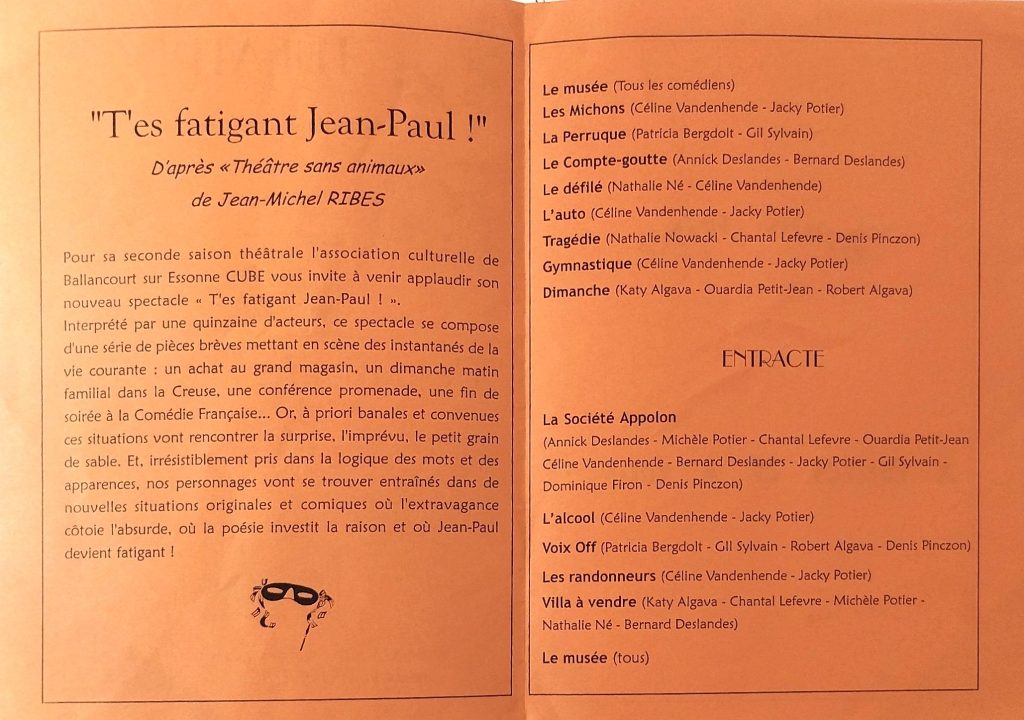 "T'es fatigant Jean-Paul !"
D'après «Théâtre sans animaux»
de Jean-Michel RIBES
Pour sa seconde saison théâtrale l'association culturelle de
Ballancourt sur Essonne CUBE vous invite à venir applaudir son
nouveau spectacle « T'es fatigant Jean-Paul ! ».
Interprété par une quinzaine d'acteurs, ce spectacle se compose
d'une série de pièces brèves mettant en scène des instantanés de la
vie courante : un achat au grand magasin, un dimanche matin
familial dans la Creuse, une conférence promenade, une fin de
soirée à la Comédie Française... Or, à priori banales et convenues
ces situations vont rencontrer la surprise, l'imprévu, le petit grain
de sable. Et, irrésistiblement pris dans la logique des mots et des
apparences, nos personnages vont se trouver entraînés dans de
nouvelles situations originales et comiques où l'extravagance
côtoie l'absurde, où la poésie investit la raison et où Jean-Paul
devient fatigant !
Le musée (Tous les comédiens)
Les Michons (Céline Vandenhende - Jacky Potier)
La Perruque (Patricia Bergdolt - Gil Sylvain)
Le Compte-goutte (Annick Deslandes - Bernard Deslandes)
Le défilé (Nathalie Né - Céline Vandenhende)
L'auto (Céline Vandenhende - Jacky Potier)
Tragédie (Nathalie Nowacki - Chantal Lefevre - Denis Pinczon)
Gymnastique (Céline Vandenhende - Jacky Potier)
Dimanche (Katy Algava - Ouardia Petit-Jean - Robert Algava)
ENTRACTE
La Société Appolon
(Annick Deslandes - Michèle Potier - Chantal Lefevre - Ouardia Petit-Jean
Céline Vandenhende - Bernard Deslandes - Jacky Potier - Gil Sylvain -
Dominique Firon - Denis Pinczon)
L'alcool (Céline Vandenhende - Jacky Potier)
Voix Off (Patricia Bergdolt - Gil Sylvain - Robert Algava - Denis Pinczon)
Les randonneurs (Céline Vandenhende - Jacky Potier)
Villa à vendre (Katy Algava - Chantal Lefevre - Michèle Potier -
Nathalie Né - Bernard Deslandes)
Le musée (tous)